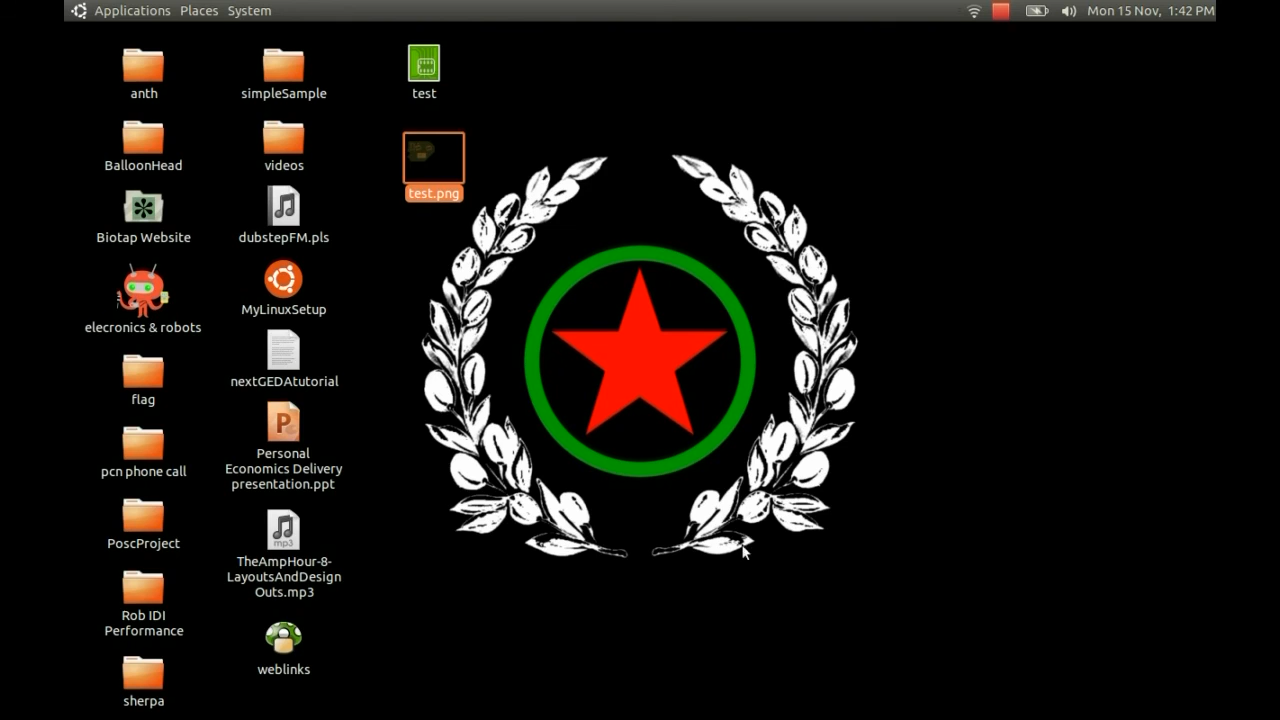 Applications Places System
Mon 15 Nov, 1:42 PM
anth
BalloonHead
Biotap Website
elecronics & robots
flag
pcn phone call
PoscProject
Rob IDI
Performance
sherpa
simpleSample
videos
dubstepFM.pls
MyLinuxSetup
nextGEDAtutorial
P
Personal
Economics Delivery
presentation.ppt
mp3
TheAmpHour-8-
LayoutsAndDesign
Outs.mp3
weblinks
test
test.png